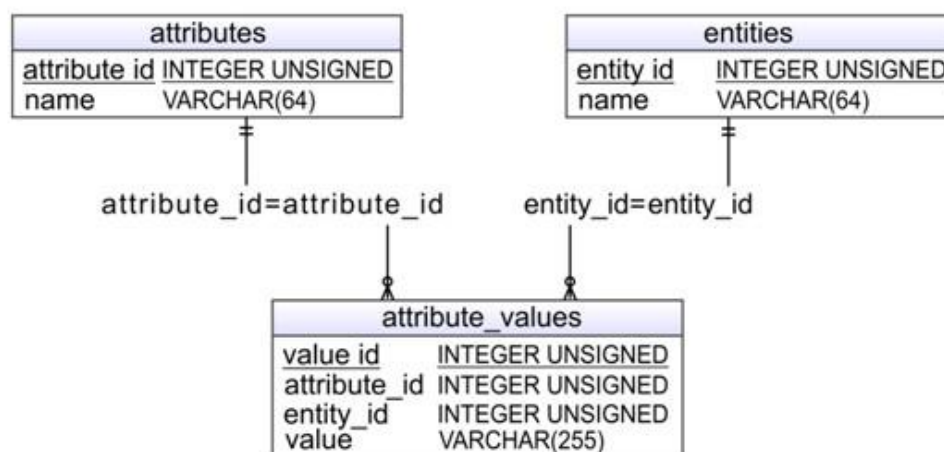 attributes
attribute id INTEGER UNSIGNED
name VARCHAR(64)
entities
entity id INTEGER UNSIGNED
name VARCHAR(64)
attribute_id=attribute_id
entity_id=entity_id
attribute_values
value id INTEGER UNSIGNED
attribute_id INTEGER UNSIGNED
entity_id INTEGER UNSIGNED
value VARCHAR(255)